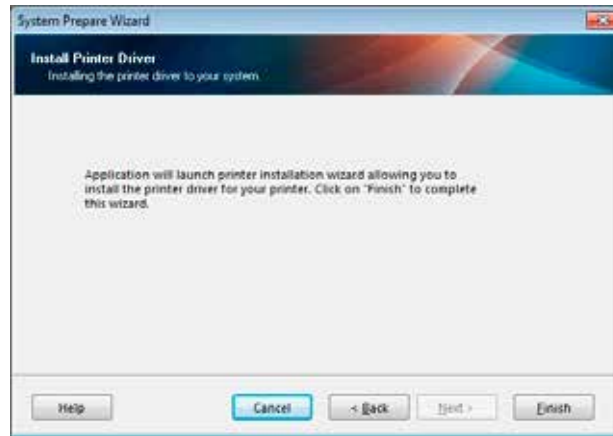 System Prepare Wizard
Install Printer Driver
Installing the printer driver to your system.
Application will launch printer installation wizard allowing you to
install the printer driver for your printer. Click on "Finish" to complete
this wizard.
Help
Cancel
< Back
Next >
Finish